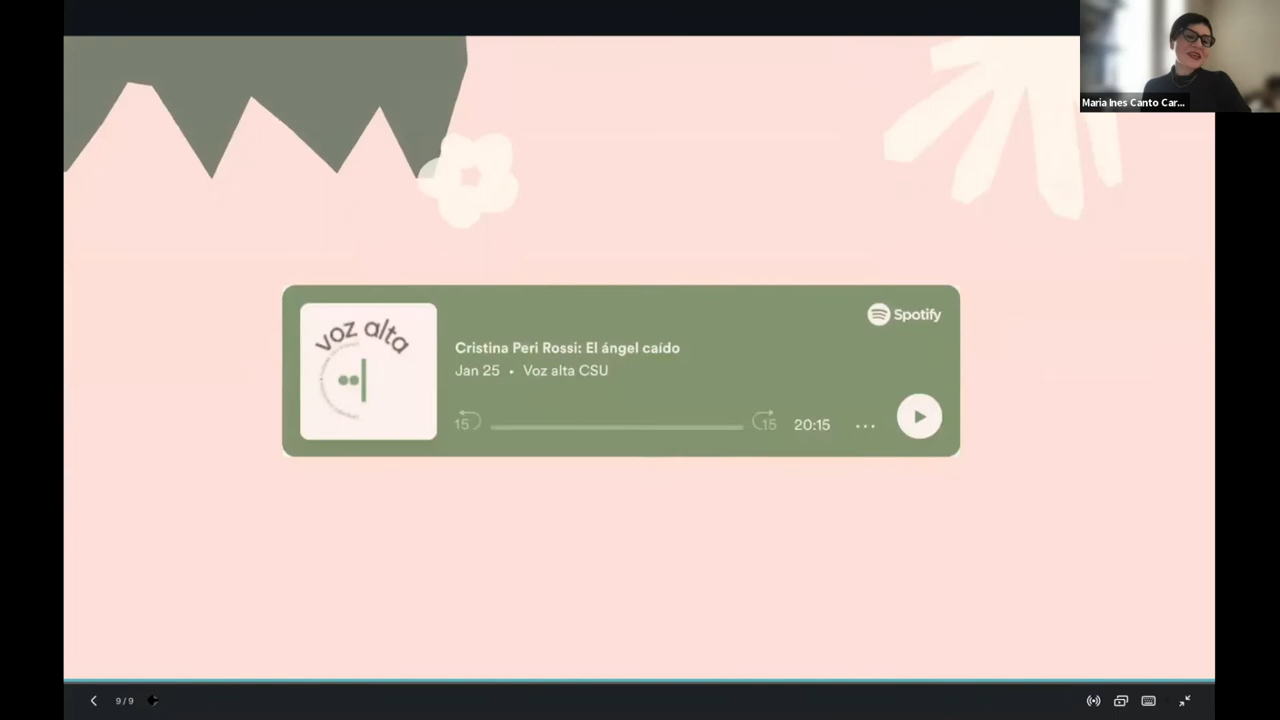 Maria Ines Canto Car...
voz alta
Spotify
Cristina Peri Rossi: El ángel caído
Jan 25 • Voz alta CSU
15
15
20:15
9/9